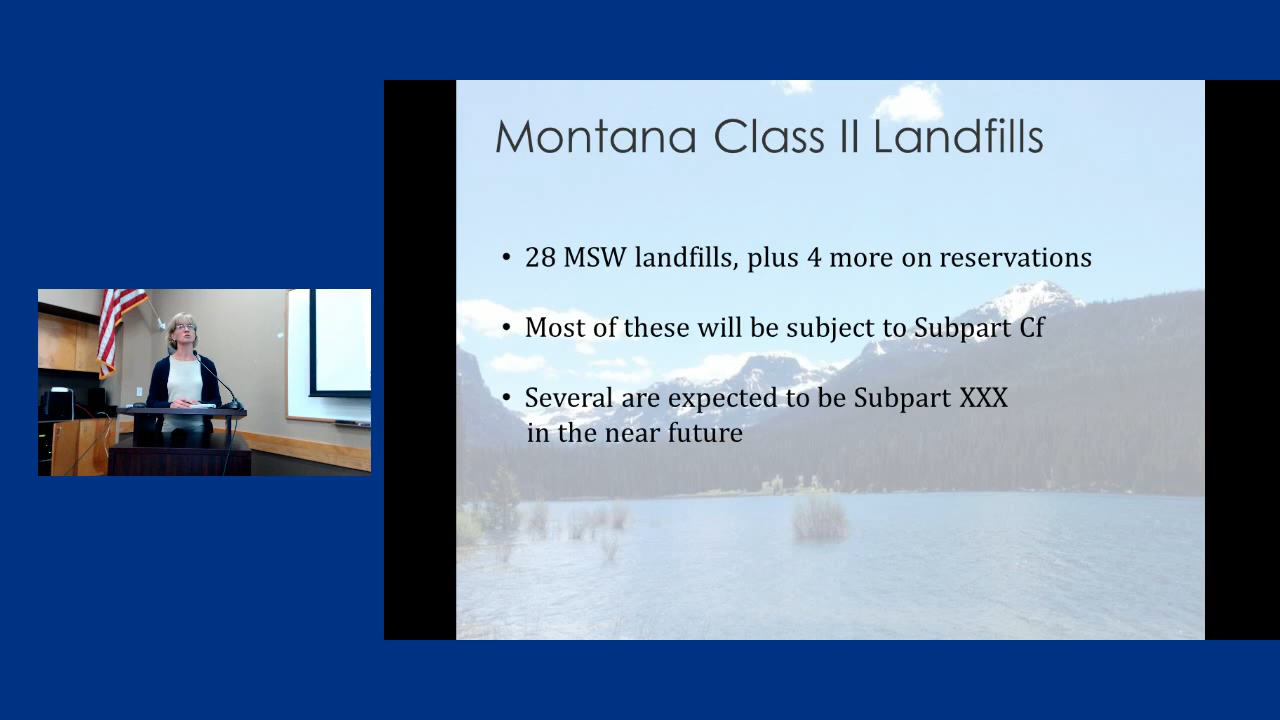 Montana Class II Landfills
• 28 MSW landfills, plus 4 more on reservations
• Most of these will be subject to Subpart Cf
• Several are expected to be Subpart XXX
in the near future